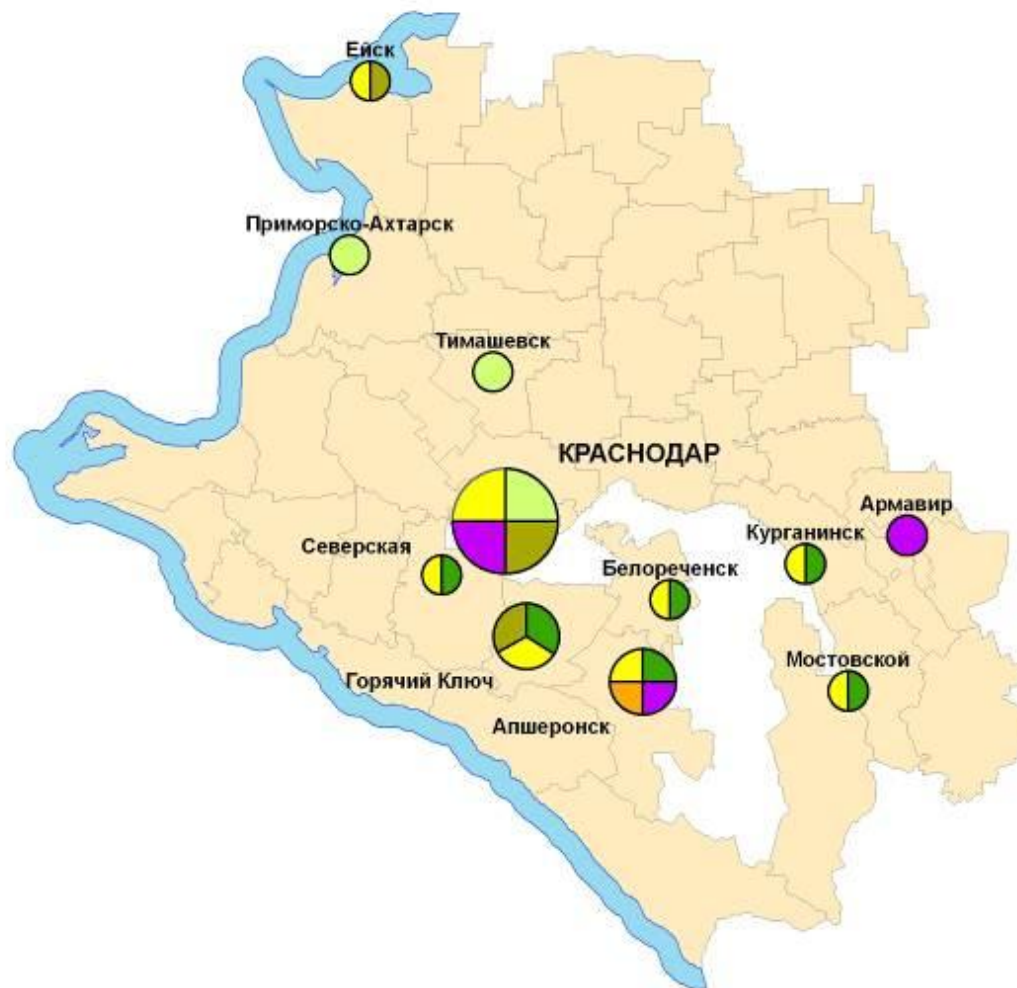 Ейск
Приморско-Ахтарск
Тимашевск
КРАСНОДАР
Армавир
Курганинск
Северская
Белореченск
Мостовской
Горячий Ключ
Апшеронск